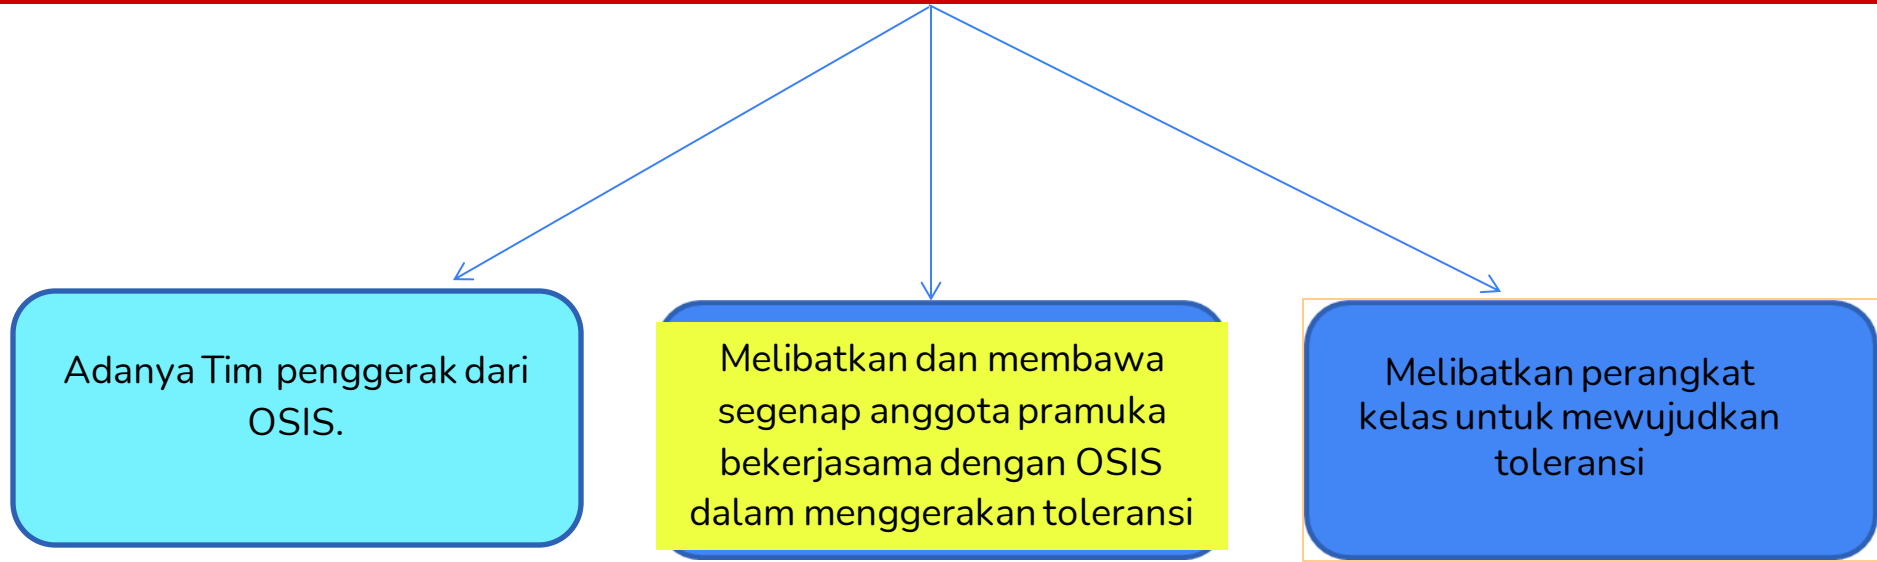 Adanya Tim penggerak dari
OSIS.
Melibatkan dan membawa
segenap anggota pramuka
bekerjasama dengan OSIS
dalam menggerakan toleransi
Melibatkan perangkat
kelas untuk mewujudkan
toleransi